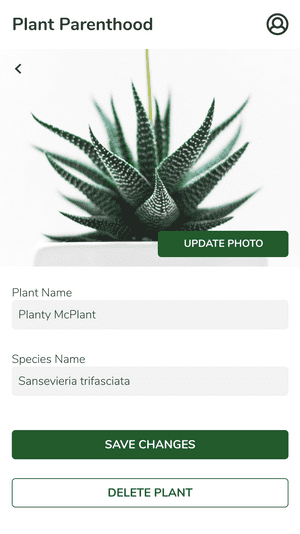 Plant Parenthood
UPDATE PHOTO
Plant Name
Planty McPlant
Species Name
Sansevieria trifasciata
SAVE CHANGES
DELETE PLANT